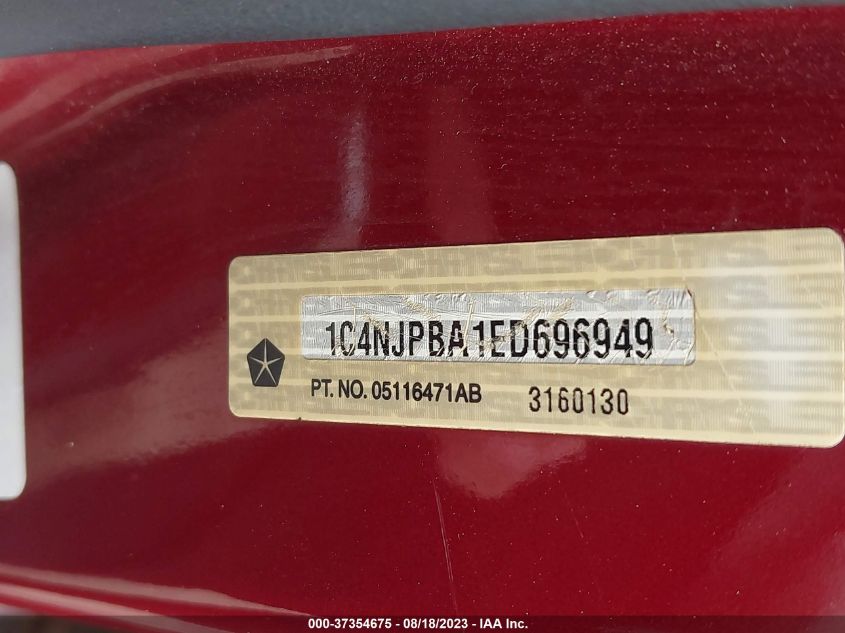 1C4NJPBA1ED696949
PT. NO. 05116471AB 3160130
000-37354675 - 08/18/2023 - IAA Inc.